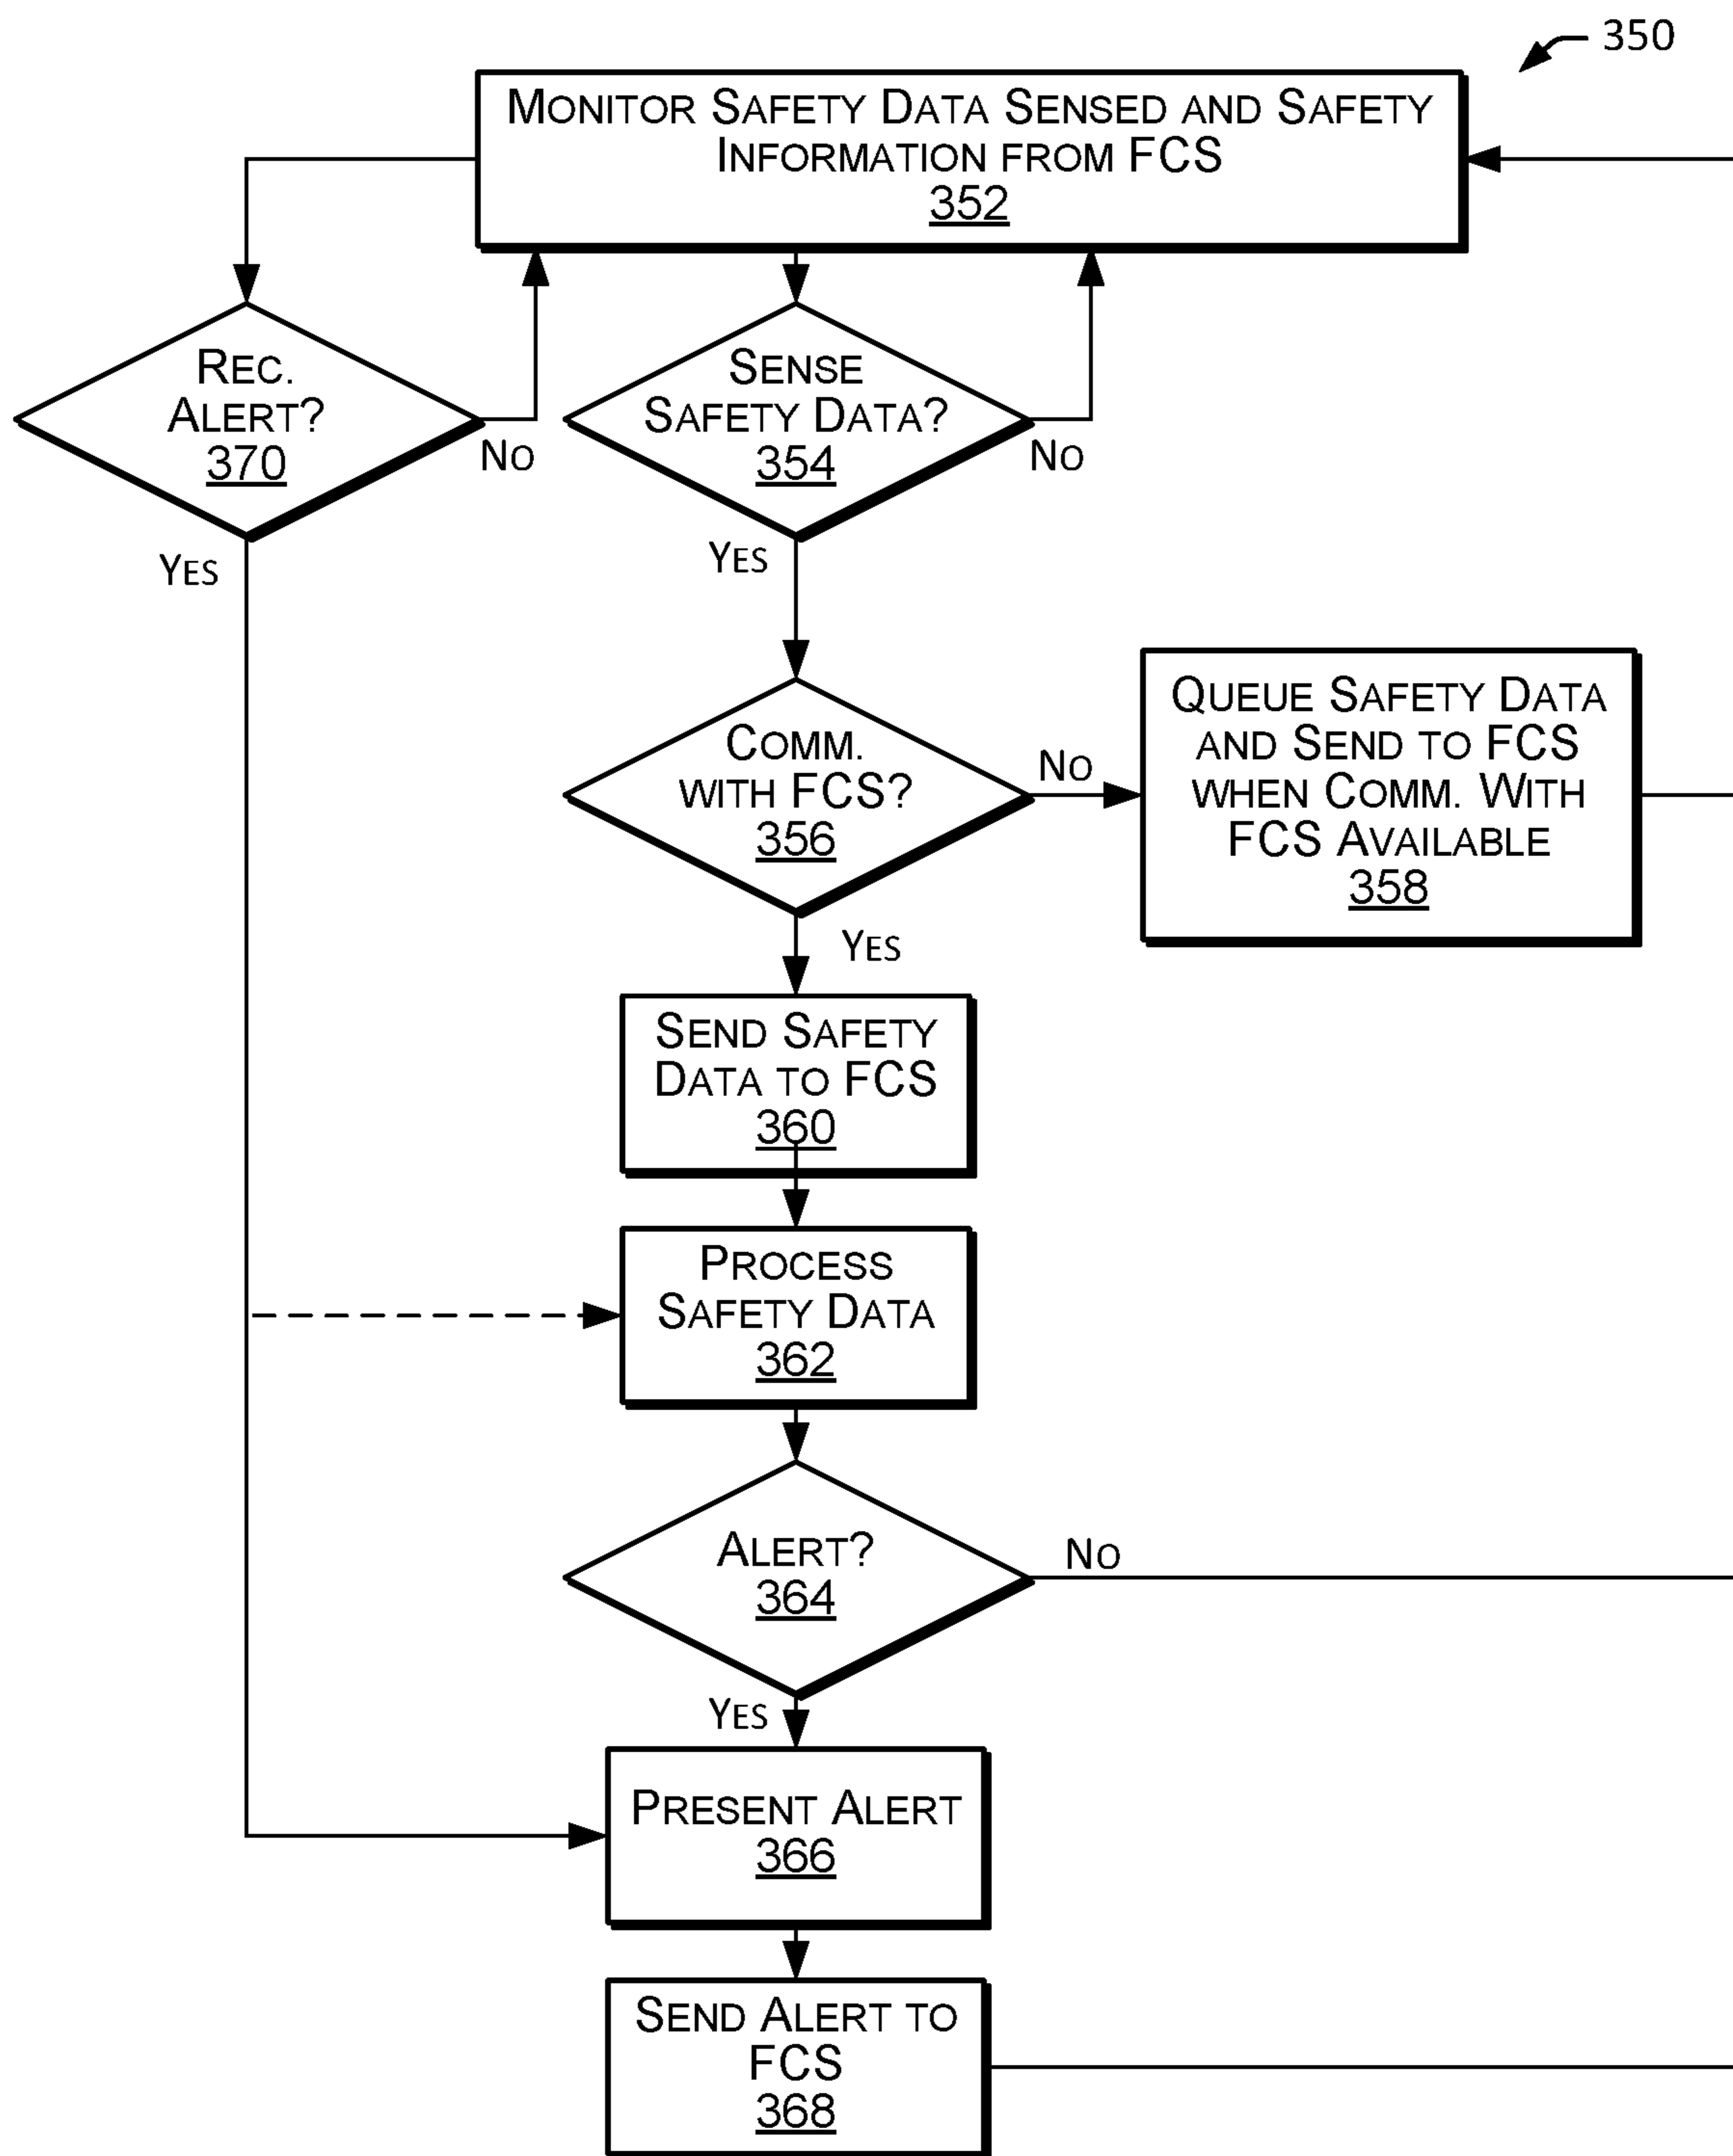 350
Monitor Safety Data Sensed and Safety
Information from FCS
352
Rec.
Alert?
370
No
Yes
Sense
Safety Data?
354
No
Yes
Comm.
with FCS?
356
No
Yes
Queue Safety Data
and Send to FCS
when Comm. With
FCS Available
358
Send Safety
Data to FCS
360
Process
Safety Data
362
Alert?
364
No
Yes
Present Alert
366
Send Alert to
FCS
368